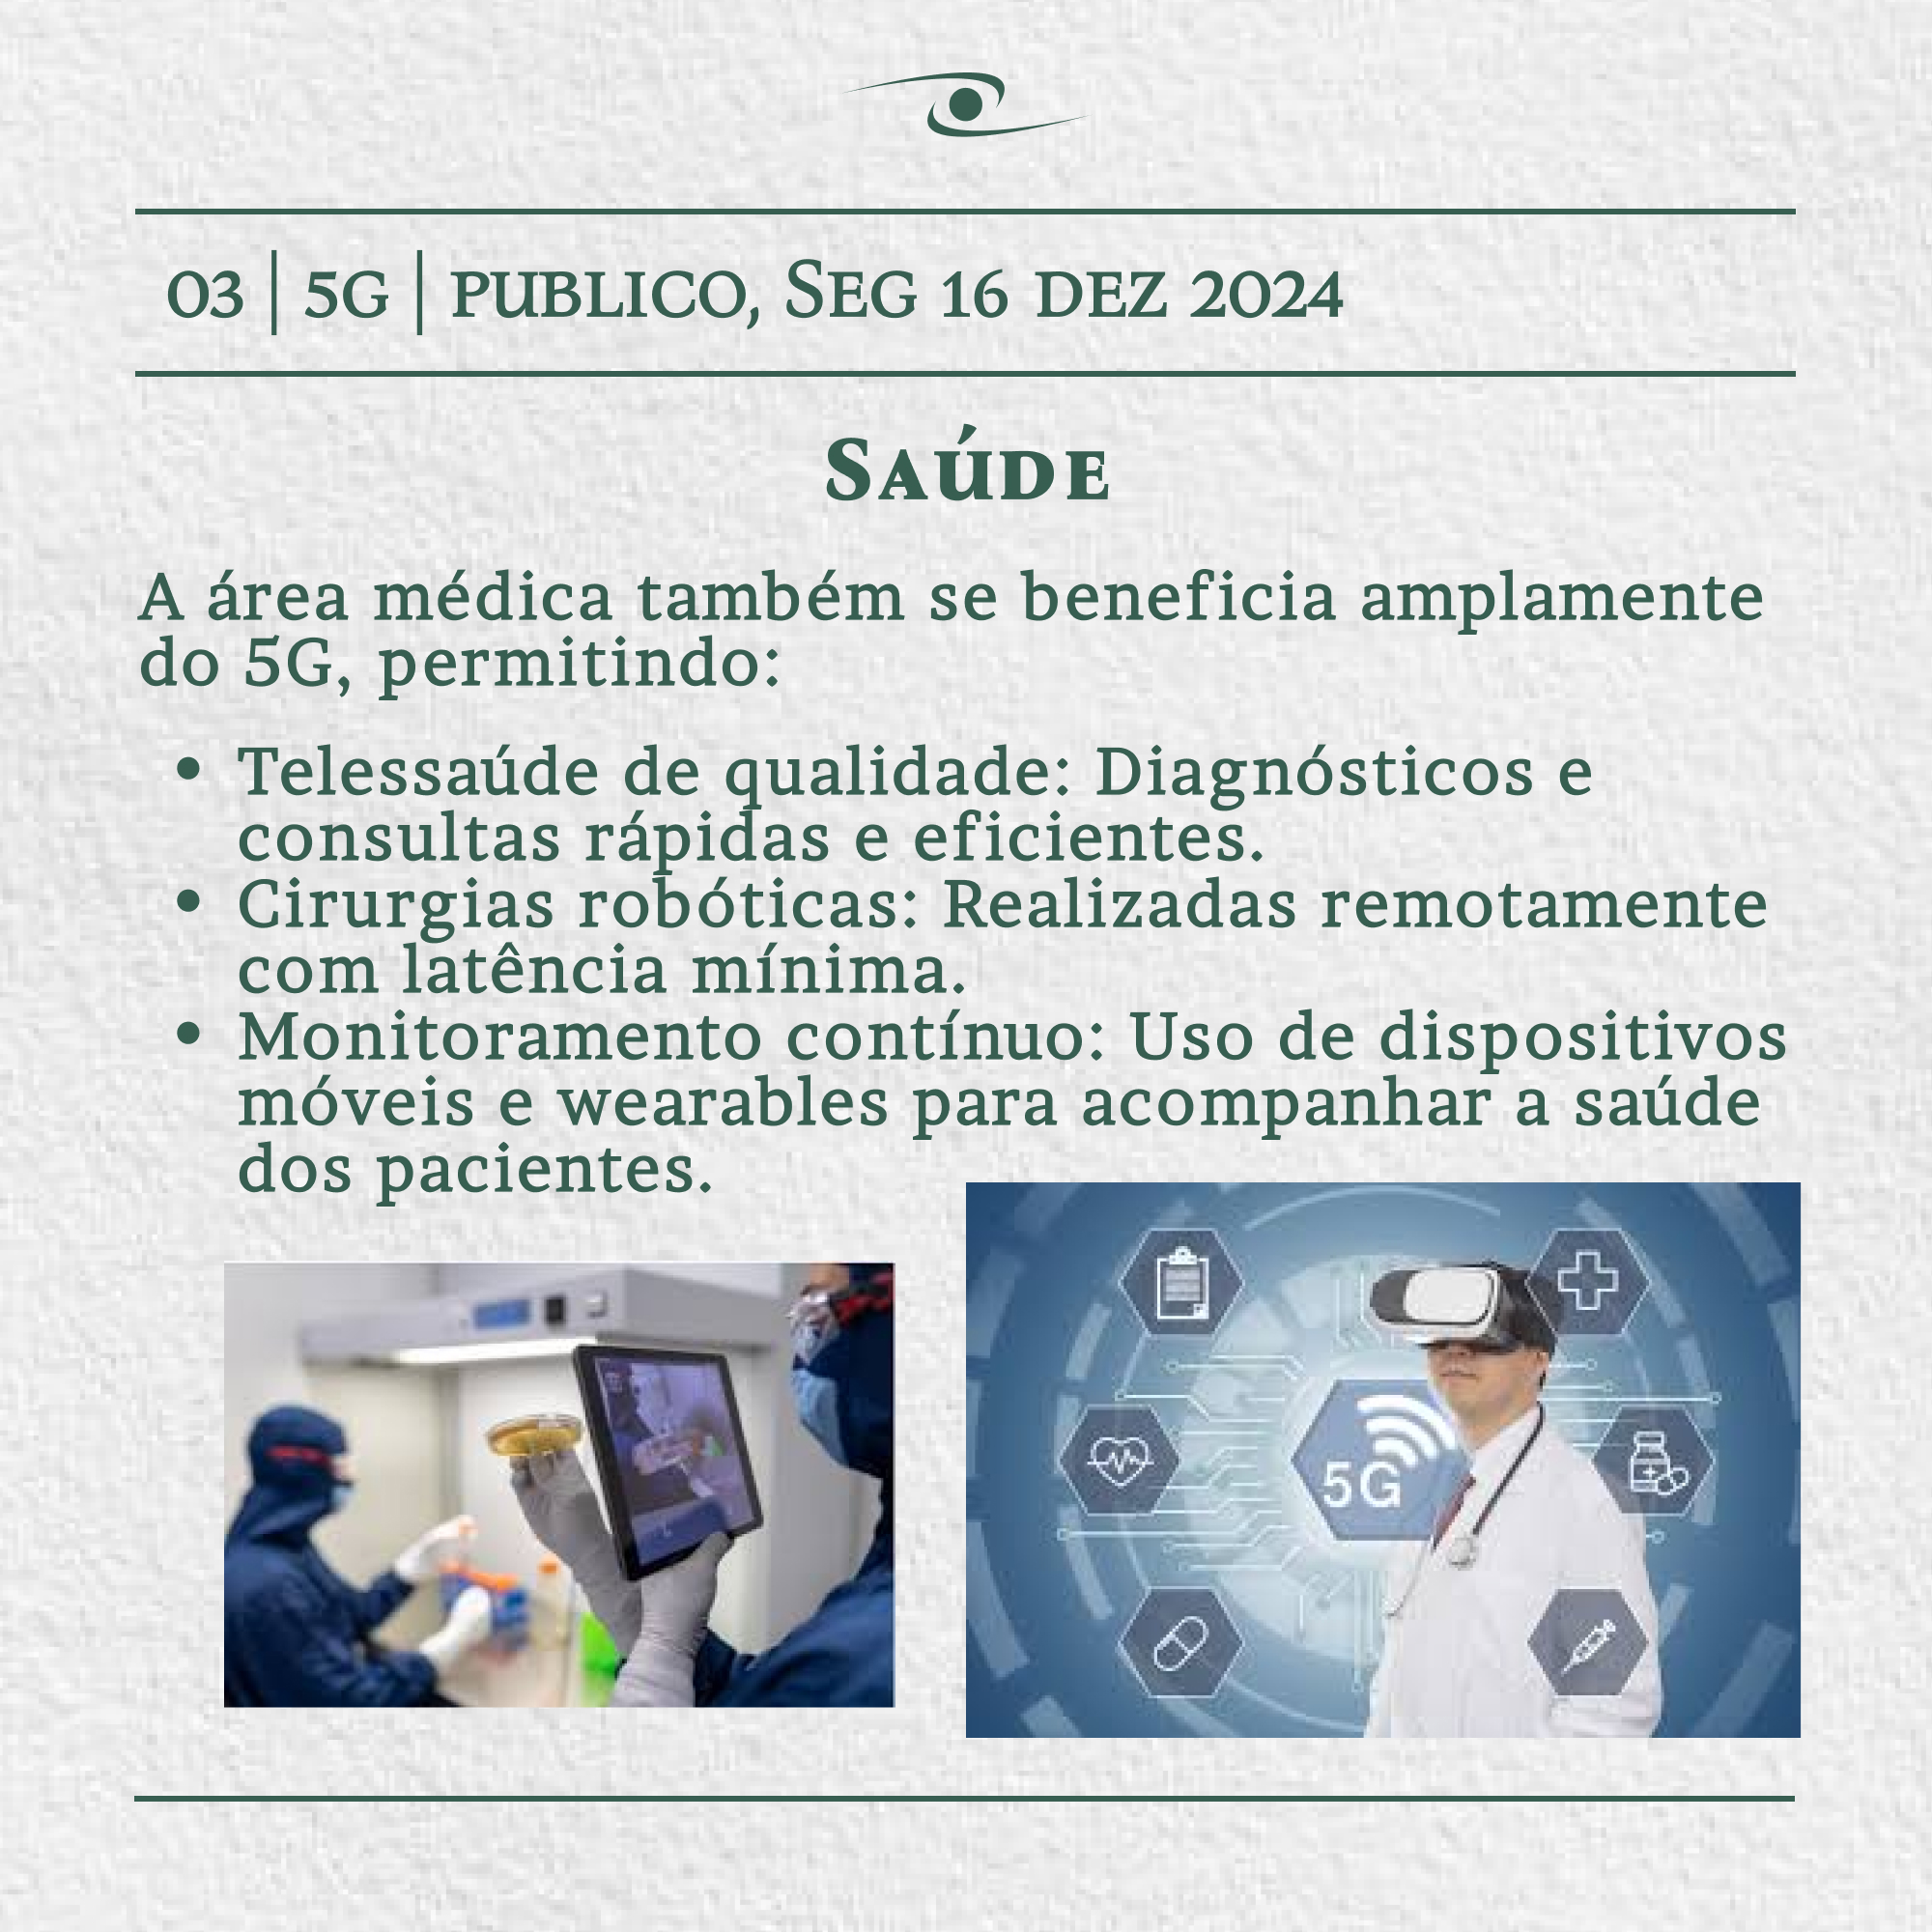 03 | 5G | PUBLICO, SEG 16 DEZ 2024
SAÚDE
A área médica também se beneficia amplamente
do 5G, permitindo:
• Telessaúde de qualidade: Diagnósticos e
consultas rápidas e eficientes.
• Cirurgias robóticas: Realizadas remotamente
com latência mínima.
• Monitoramento contínuo: Uso de dispositivos
móveis e wearables para acompanhar a saúde
dos pacientes.
5G